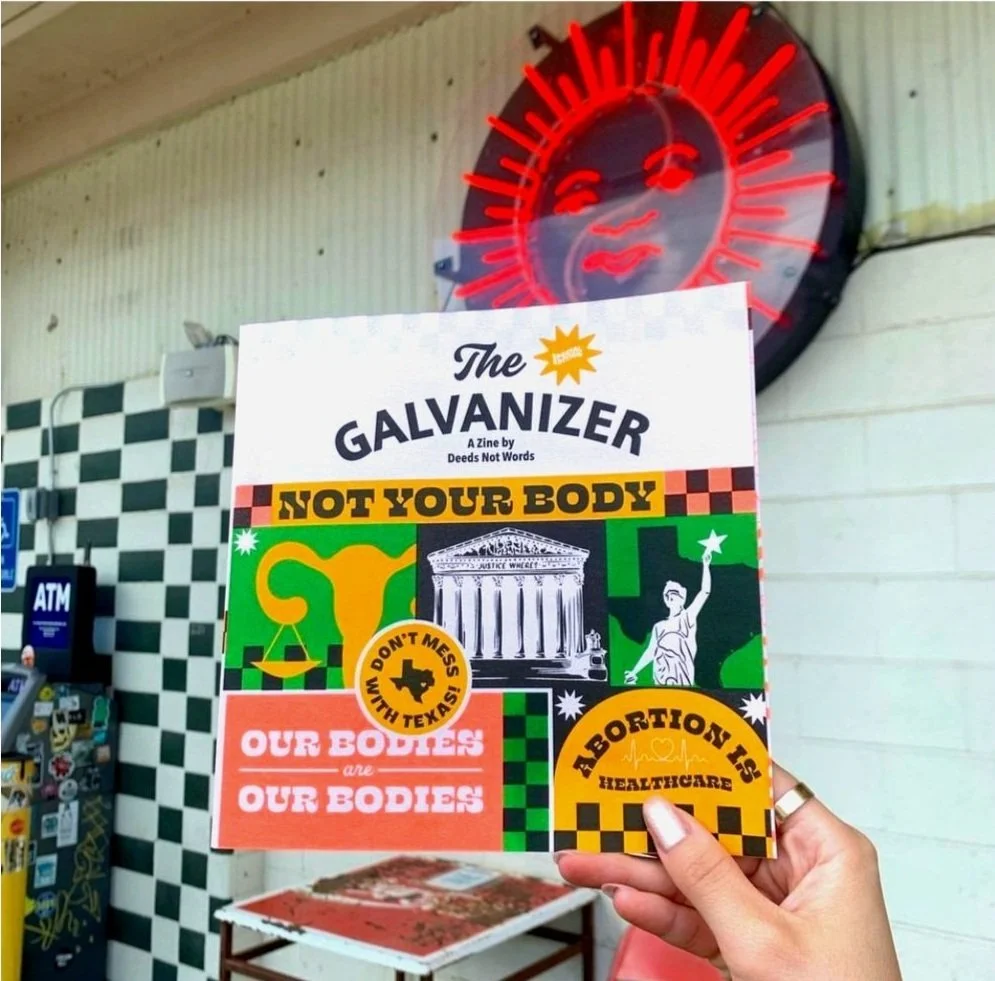 The
GALVANIZER
A Zine by
Deeds Not Words
NOT YOUR BODY
JUSTICE WHERE?
DON'T MESS
WITH TEXAS!
OUR BODIES
are
OUR BODIES
ABORTION IS
HEALTHCARE
ATM